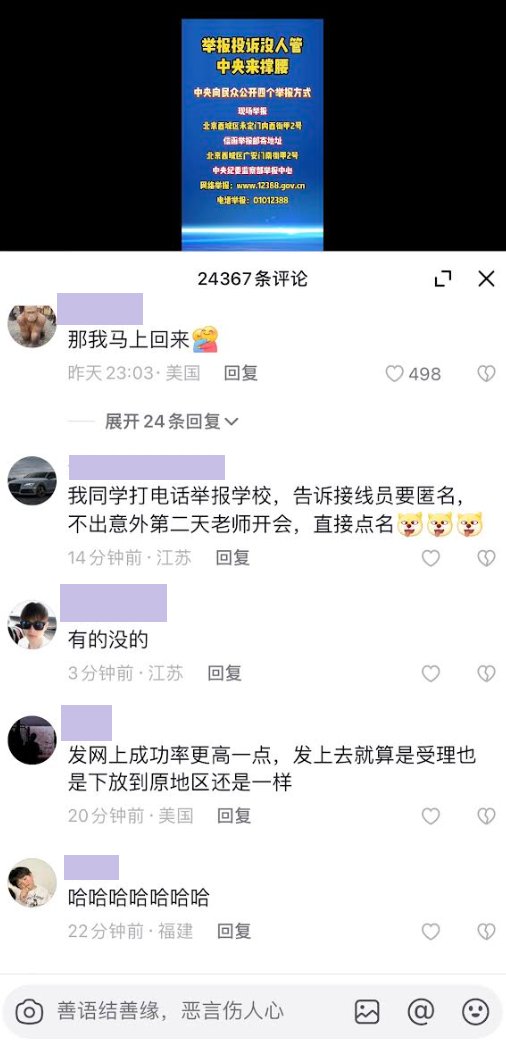 举报投诉没人管
中央来撑腰
中央向民众公开四个举报方式
现场举报
北京西城区永定门内西街甲2号
信函举报邮寄地址
北京西城区广安门南街甲2号
中央纪委监察部举报中心
网络举报：www.12388.gov.cn
电话举报：01012388
24367条评论
那我马上回来
昨天23:03·美国 回复 498
展开24条回复
我同学打电话举报学校，告诉接线员要匿名，
不出意外第二天老师开会，直接点名
14分钟前·江苏 回复
有的没的
3分钟前·江苏 回复
发网上成功率更高一点，发上去就算是受理也
是下放到原地区还是一样
20分钟前·美国 回复
哈哈哈哈哈哈哈
22分钟前·福建 回复
善语结善缘，恶言伤人心